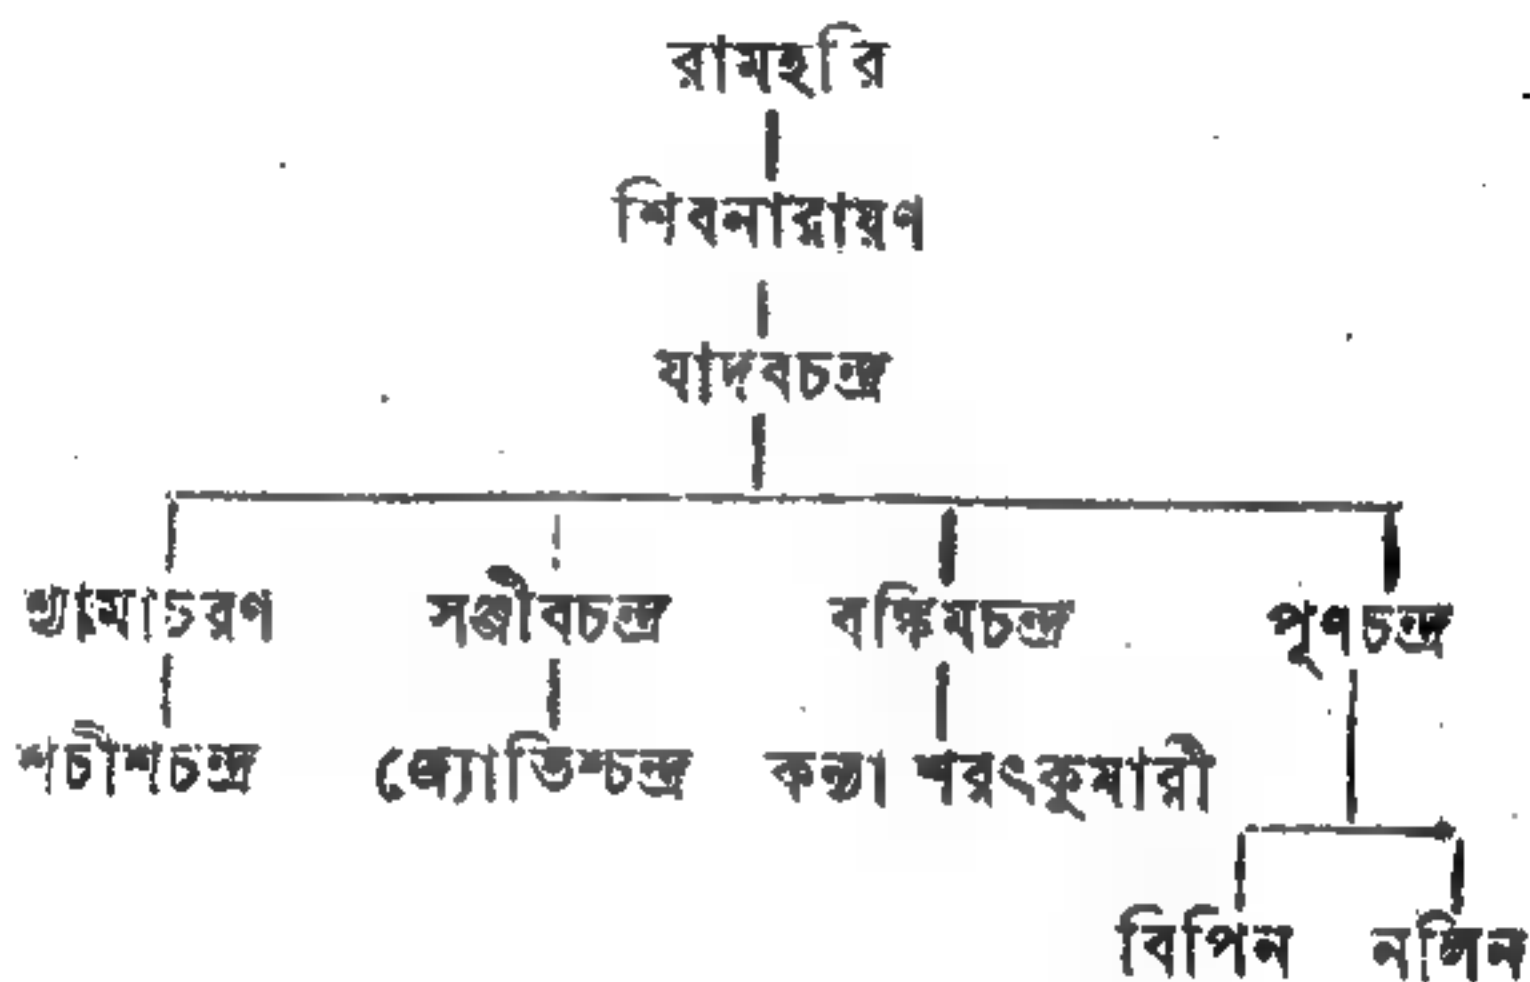 রামহরি
শিবনারায়ণ
যাদবচন্দ্র
শ্যামাচরণ সঞ্জীবচন্দ্র বঙ্কিমচন্দ্র পূর্ণচন্দ্র
শচীশচন্দ্র জ্যোতিশ্চন্দ্র কন্যা শরৎকুমারী
বিপিন নলিন